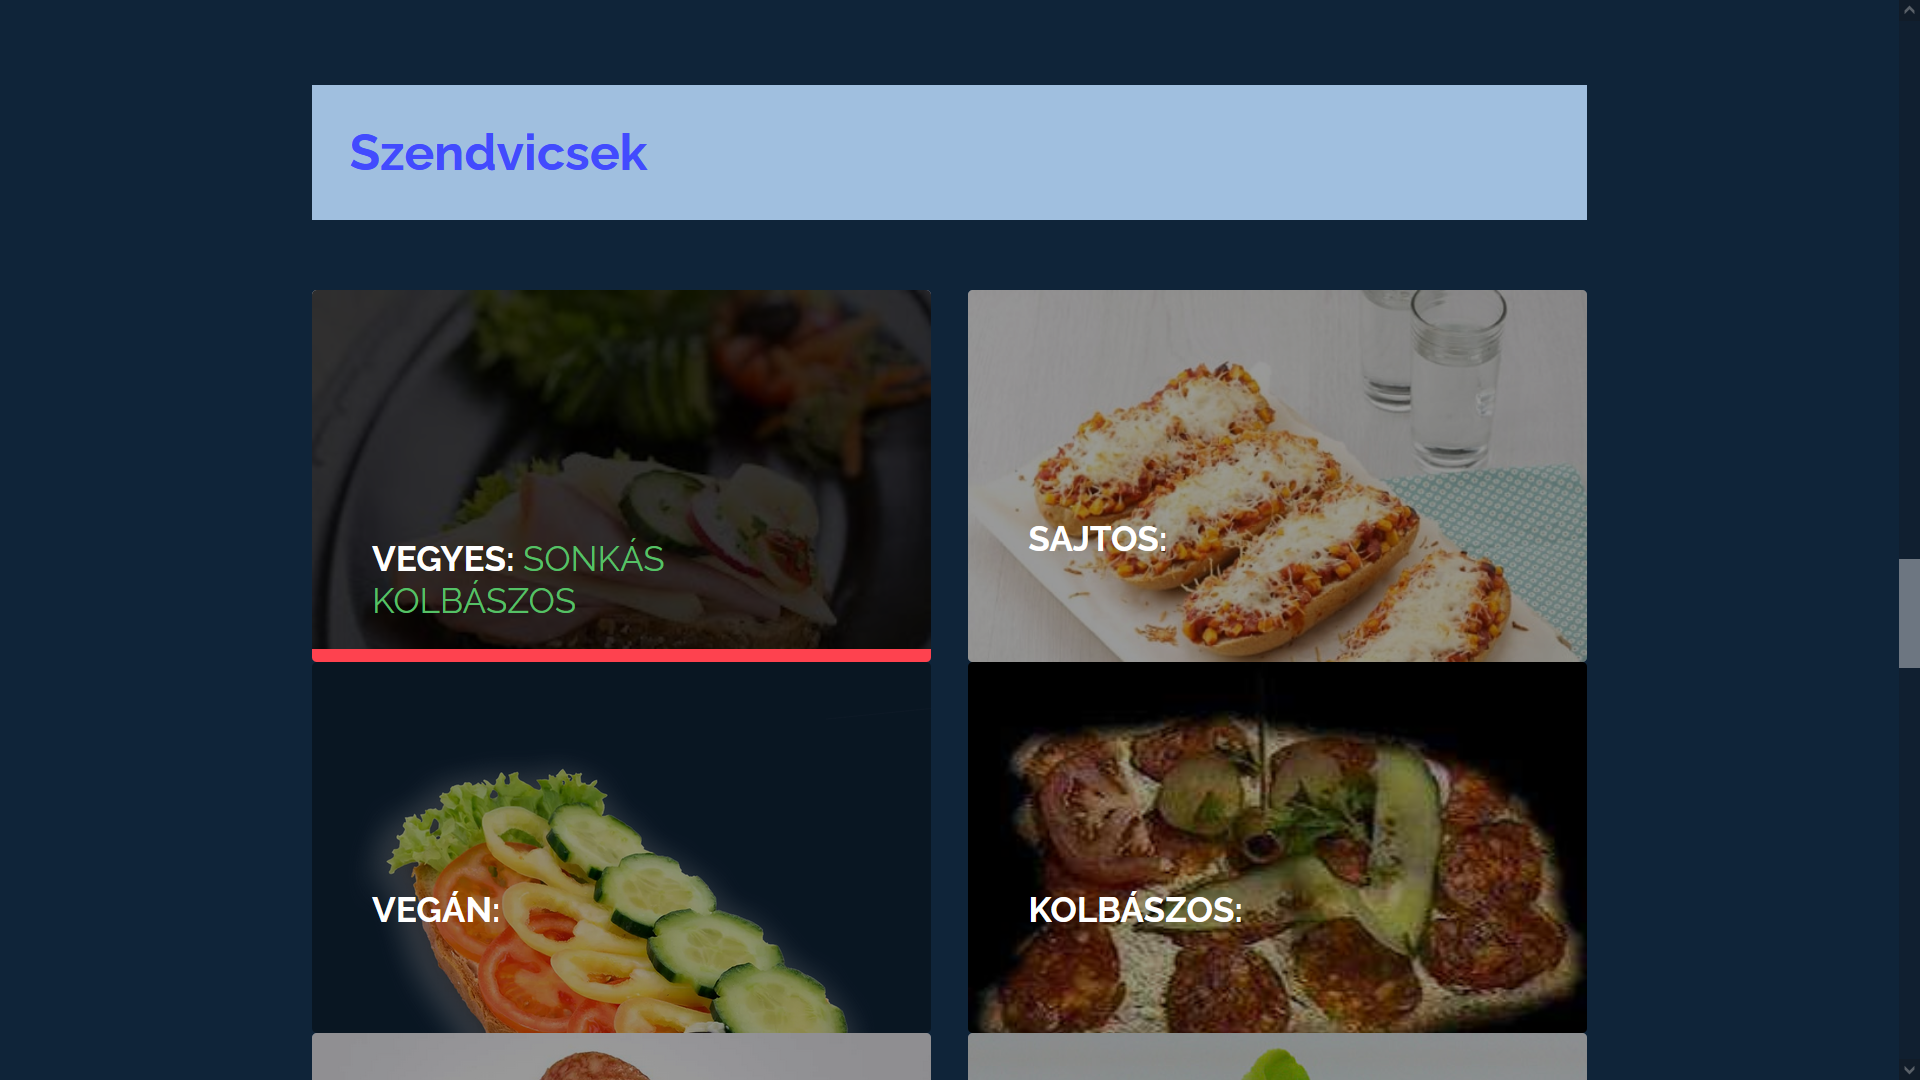 Szendvicsek
VEGYES: SONKÁS
KOLBÁSZOS
SAJTOS:
VEGÁN:
KOLBÁSZOS: